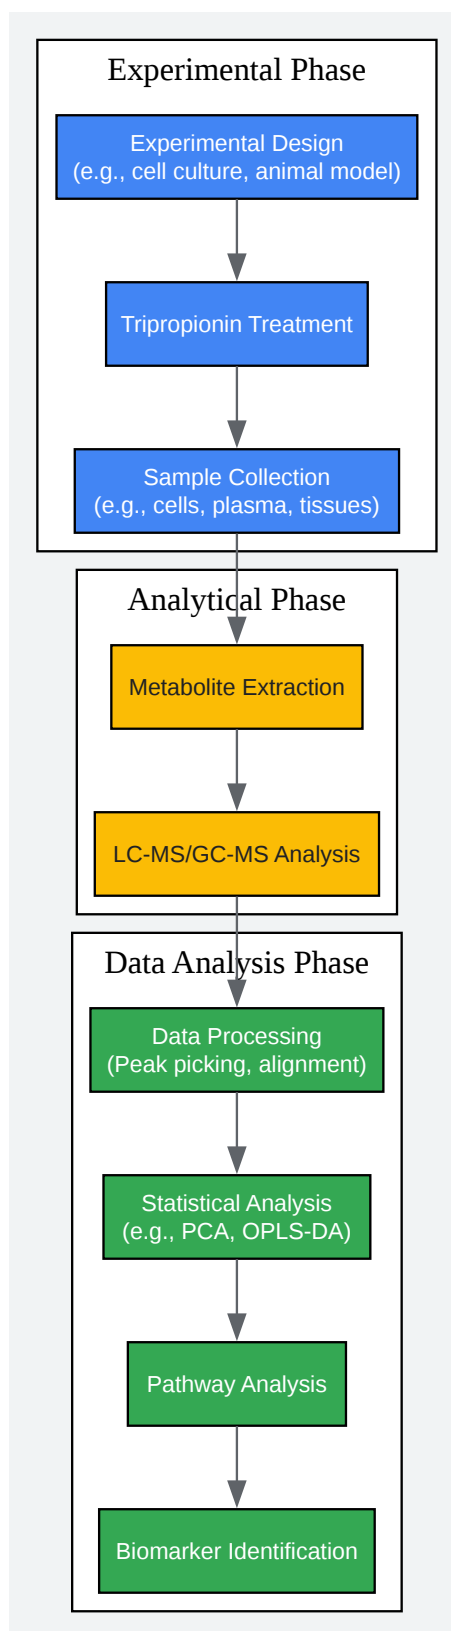 Experimental Phase
Experimental Design
(e.g., cell culture, animal model)
Tripropionin Treatment
Sample Collection
(e.g., cells, plasma, tissues)
Analytical Phase
Metabolite Extraction
LC-MS/GC-MS Analysis
Data Analysis Phase
Data Processing
(Peak picking, alignment)
Statistical Analysis
(e.g., PCA, OPLS-DA)
Pathway Analysis
Biomarker Identification